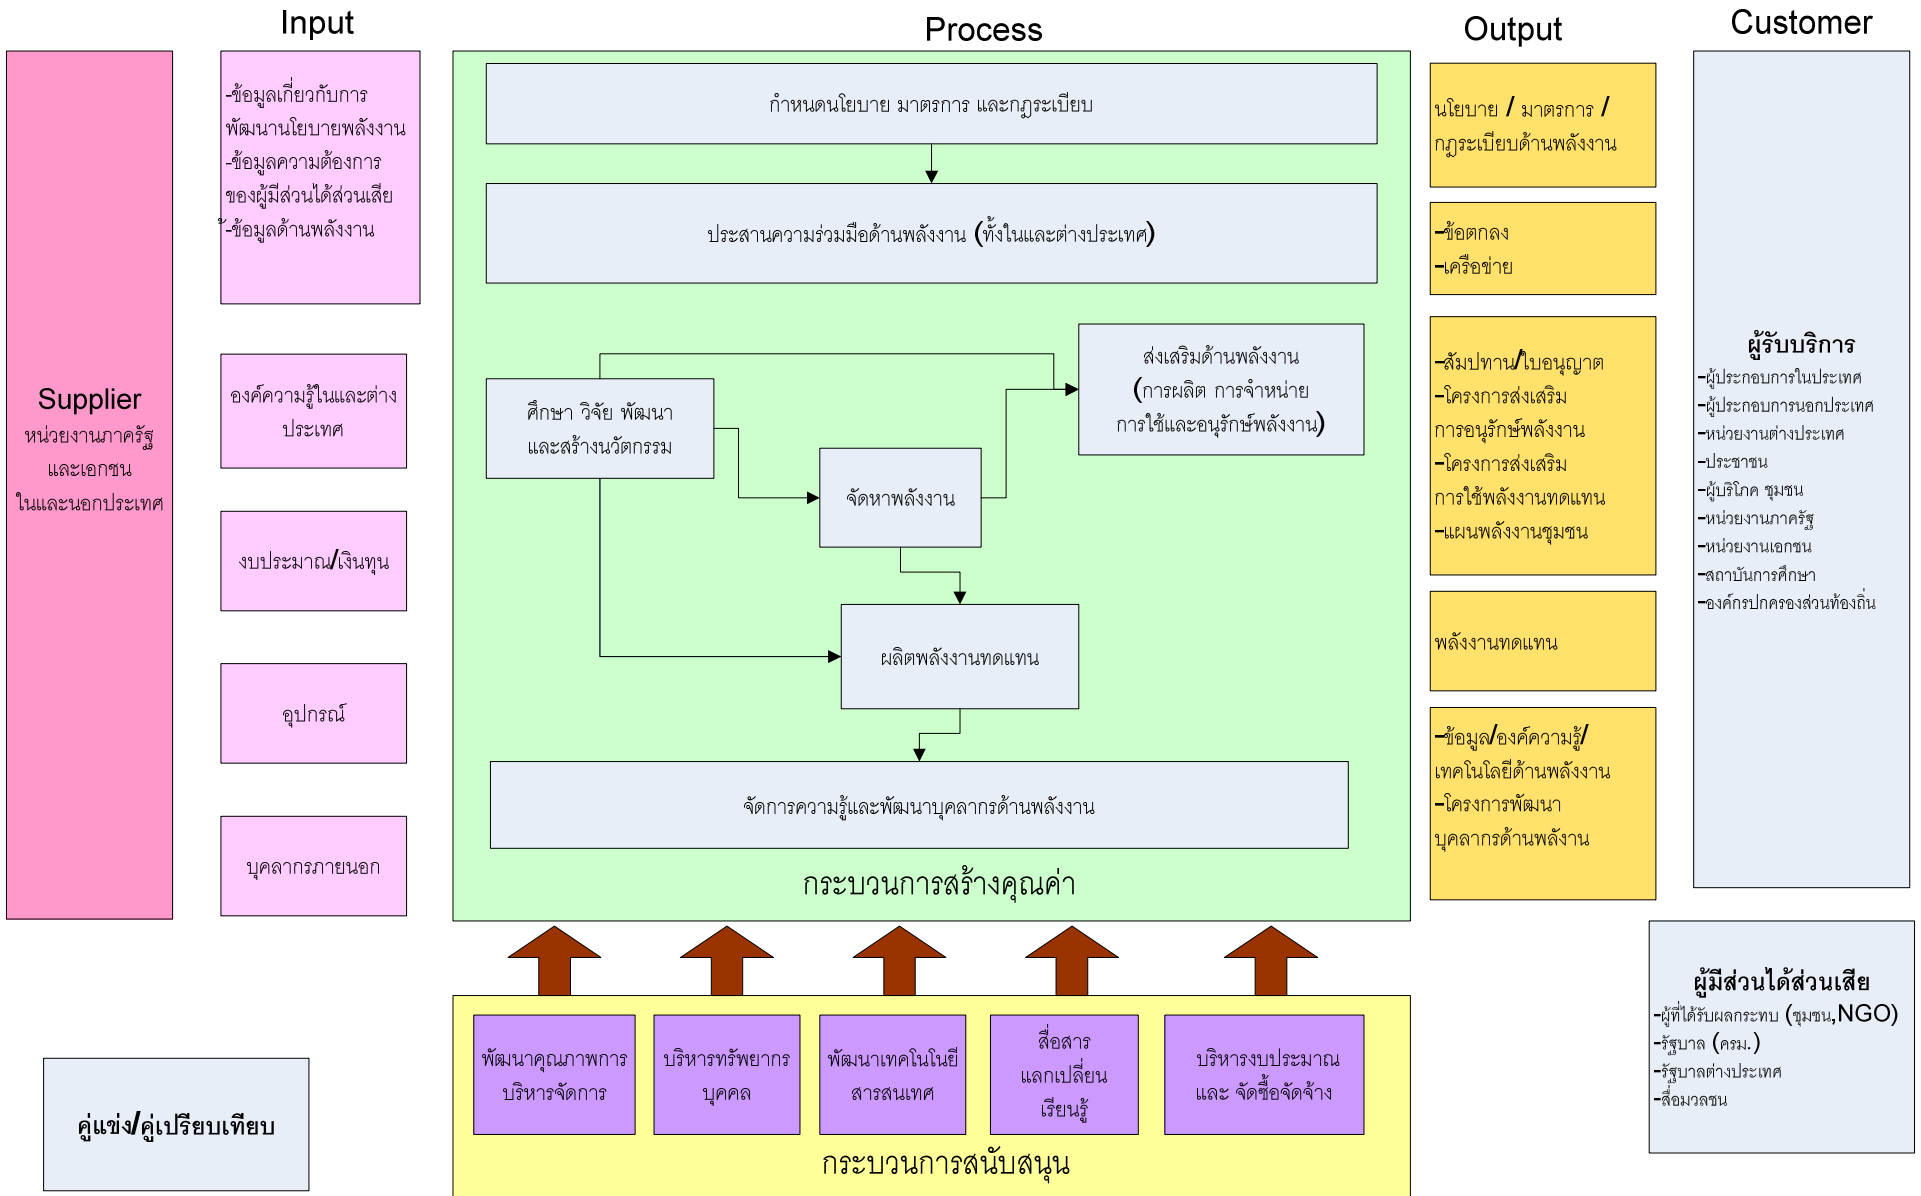 Input
Process
Output
Customer
Supplier
หน่วยงานภาครัฐ
และเอกชน
ในและนอกประเทศ
-ข้อมูลเกี่ยวกับการ
พัฒนานโยบายพลังงาน
-ข้อมูลความต้องการ
ของผู้มีส่วนได้ส่วนเสีย
-ข้อมูลด้านพลังงาน
องค์ความรู้ในและต่าง
ประเทศ
งบประมาณ/เงินทุน
อุปกรณ์
บุคลากรภายนอก
กำหนดนโยบาย มาตรการ และกฎระเบียบ
ประสานความร่วมมือด้านพลังงาน (ทั้งในและต่างประเทศ)
ส่งเสริมด้านพลังงาน
(การผลิต การจำหน่าย
การใช้และอนุรักษ์พลังงาน)
ศึกษา วิจัย พัฒนา
และสร้างนวัตกรรม
จัดหาพลังงาน
ผลิตพลังงานทดแทน
จัดการความรู้และพัฒนาบุคลากรด้านพลังงาน
กระบวนการสร้างคุณค่า
นโยบาย / มาตรการ /
กฎระเบียบด้านพลังงาน
-ข้อตกลง
-เครือข่าย
-สัมปทาน/ใบอนุญาต
-โครงการส่งเสริม
การอนุรักษ์พลังงาน
-โครงการส่งเสริม
การใช้พลังงานทดแทน
-แผนพลังงานชุมชน
พลังงานทดแทน
-ข้อมูล/องค์ความรู้/
เทคโนโลยีด้านพลังงาน
-โครงการพัฒนา
บุคลากรด้านพลังงาน
ผู้รับบริการ
-ผู้ประกอบการในประเทศ
-ผู้ประกอบการนอกประเทศ
-หน่วยงานต่างประเทศ
-ประชาชน
-ผู้บริโภค ชุมชน
-หน่วยงานภาครัฐ
-หน่วยงานเอกชน
-สถาบันการศึกษา
-องค์กรปกครองส่วนท้องถิ่น
ผู้มีส่วนได้ส่วนเสีย
-ผู้ที่ได้รับผลกระทบ (ชุมชน,NGO)
-รัฐบาล (ครม.)
-รัฐบาลต่างประเทศ
-สื่อมวลชน
พัฒนาคุณภาพการ
บริหารจัดการ
บริหารทรัพยากร
บุคคล
พัฒนาเทคโนโนยี
สารสนเทศ
สื่อสาร
แลกเปลี่ยน
เรียนรู้
บริหารงบประมาณ
และ จัดซื้อจัดจ้าง
กระบวนการสนับสนุน
คู่แข่ง/คู่เปรียบเทียบ